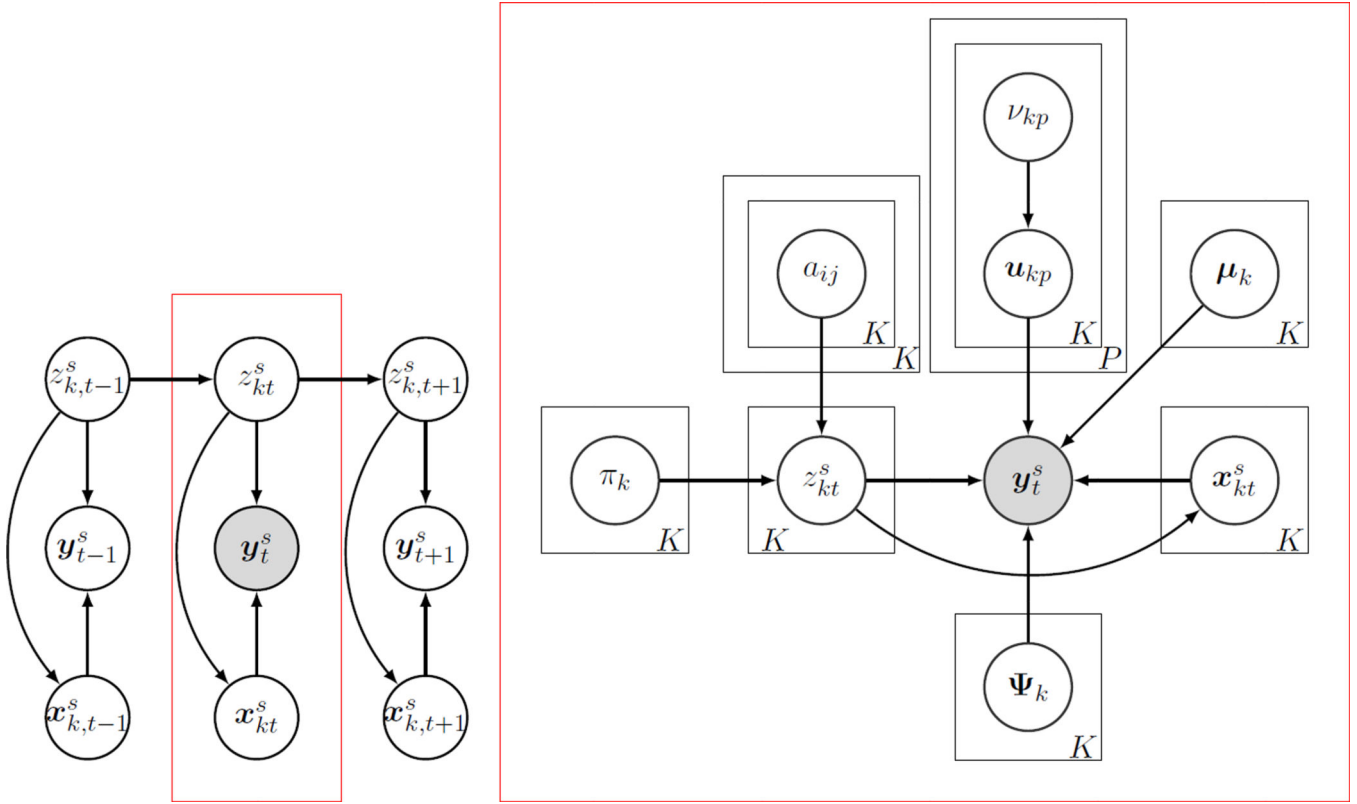 z^s_{k,t−1}
z^s_{kt}
z^s_{k,t+1}
y^s_{t−1}
y^s_t
y^s_{t+1}
x^s_{k,t−1}
x^s_{kt}
x^s_{k,t+1}
ν_{kp}
a_{ij}
K
K
u_{kp}
K
P
μ_k
K
π_k
K
z^s_{kt}
K
y^s_t
x^s_{kt}
K
Ψ_k
K